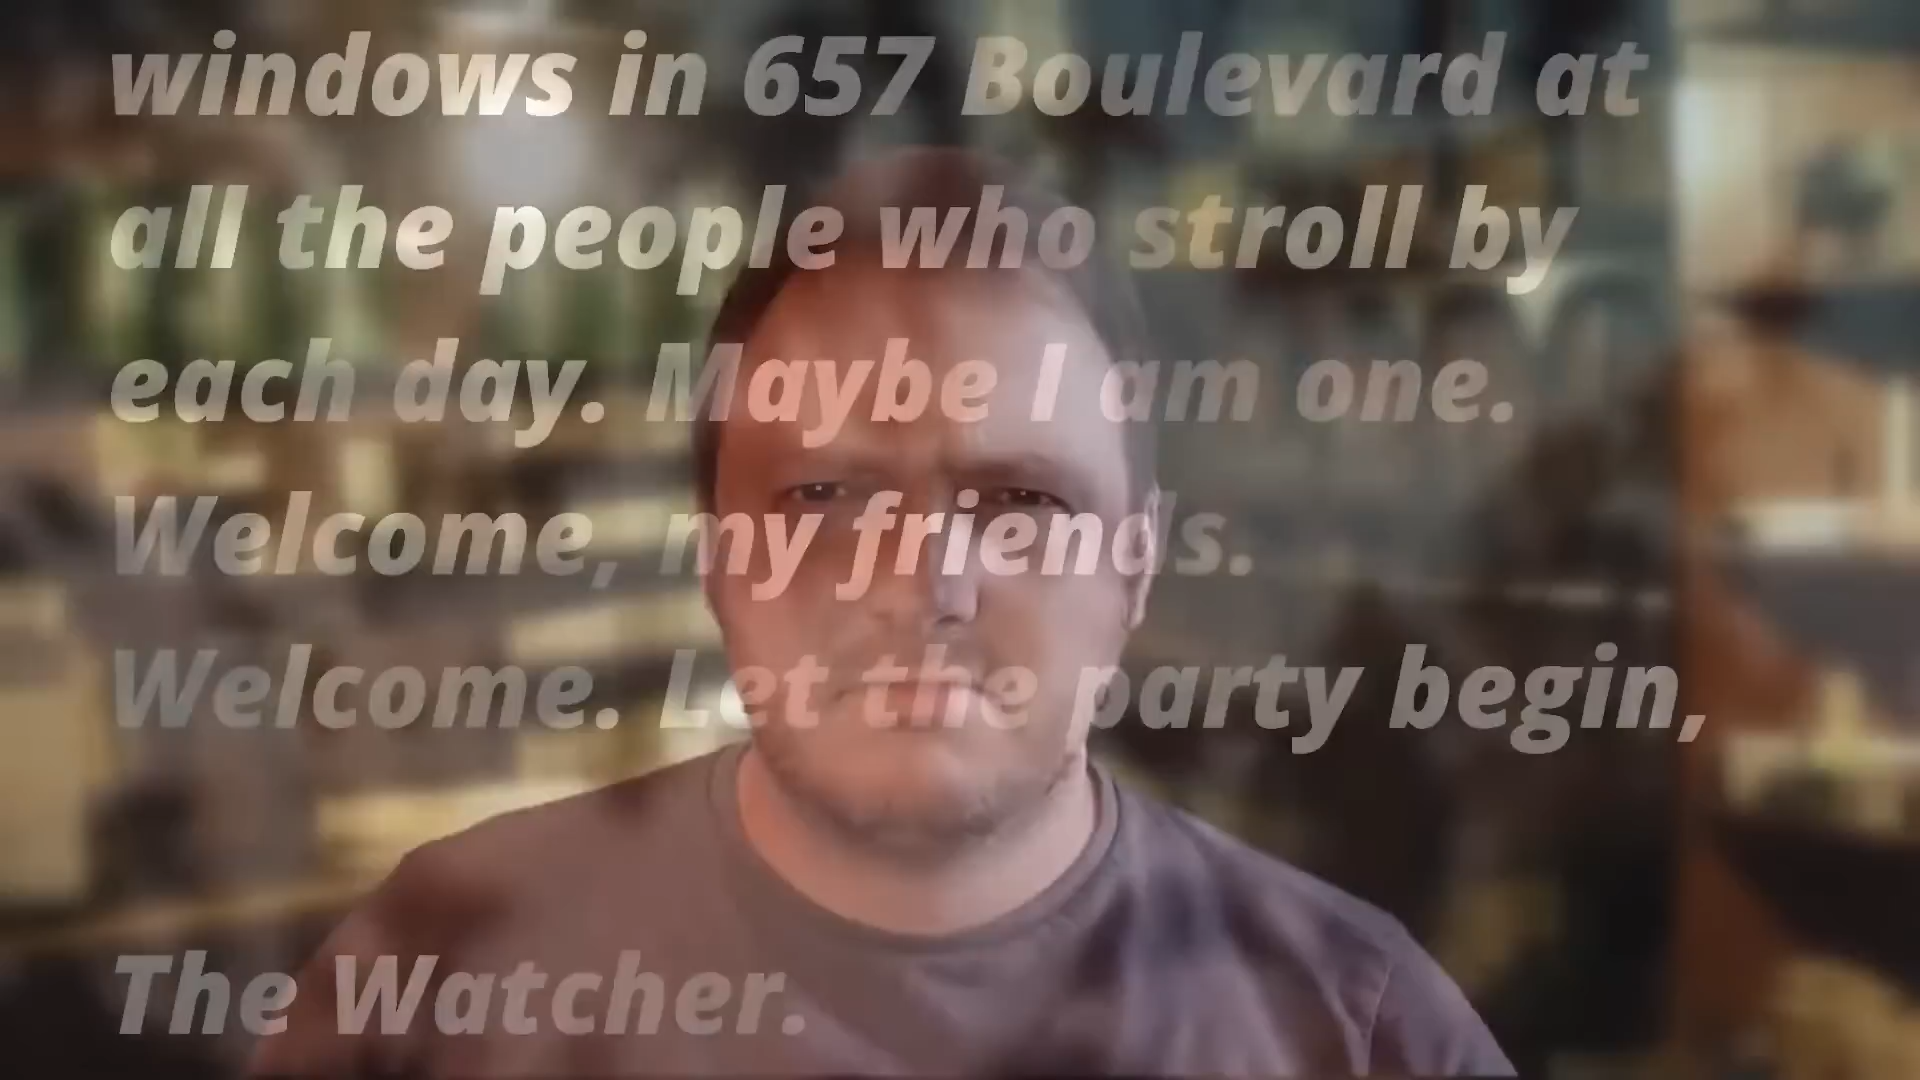 windows in 657 Boulevard at
all the people who stroll by
each day. Maybe I am one.
Welcome, my friends.
Welcome. Let the party begin,
The Watcher.